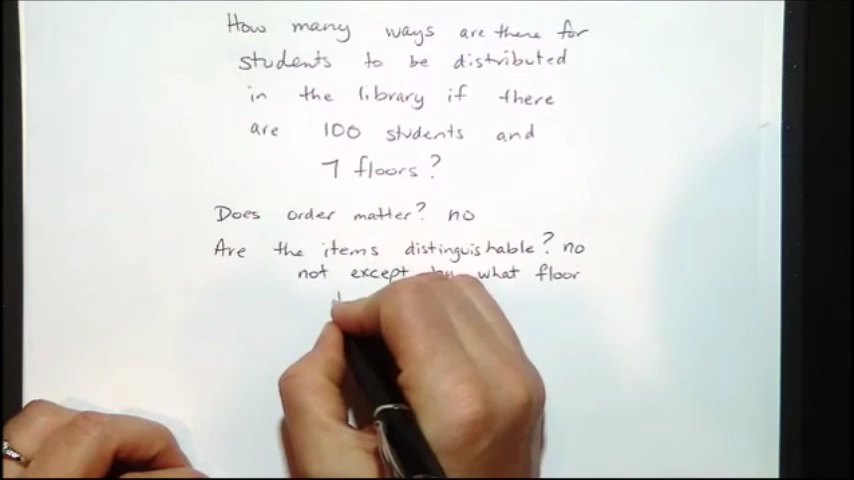 How many ways are there for
students to be distributed
in the library if there
are 100 students and
7 floors?
Does order matter? no
Are the items distinguishable? no
not except by what floor